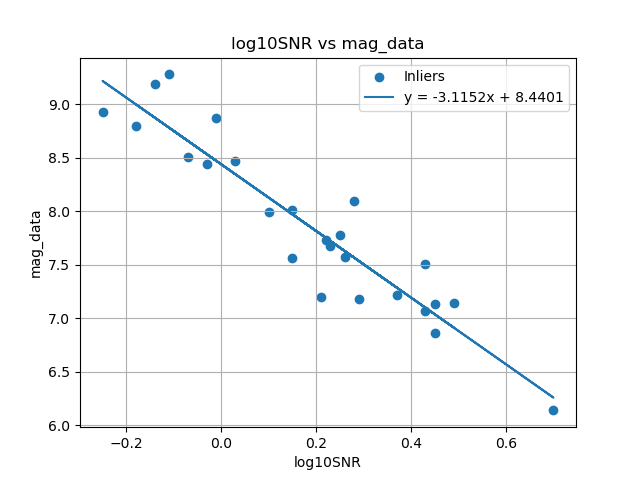 log10SNR vs mag_data
Inliers
y = -3.1152x + 8.4401
9.0
8.5
8.0
7.5
7.0
6.5
6.0
mag_data
−0.2
0.0
0.2
0.4
0.6
log10SNR